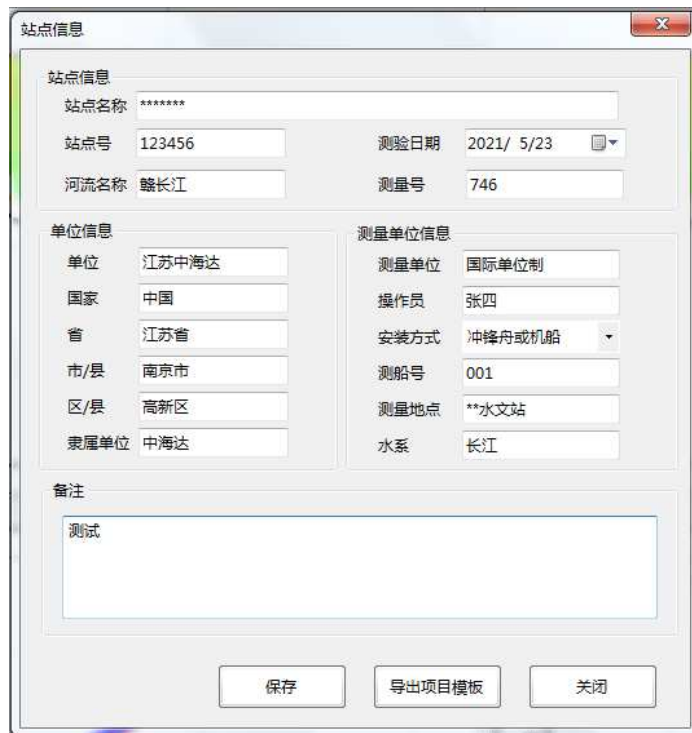 站点信息
站点信息
站点名称 *******
站点号 123456 测验日期 2021/ 5/23
河流名称 赣长江 测量号 746
单位信息
单位 江苏中海达
国家 中国
省 江苏省
市/县 南京市
区/县 高新区
隶属单位 中海达
测量单位信息
测量单位 国际单位制
操作员 张四
安装方式 冲锋舟或机船
测船号 001
测量地点 **水文站
水系 长江
备注
测试
保存 导出项目模板 关闭